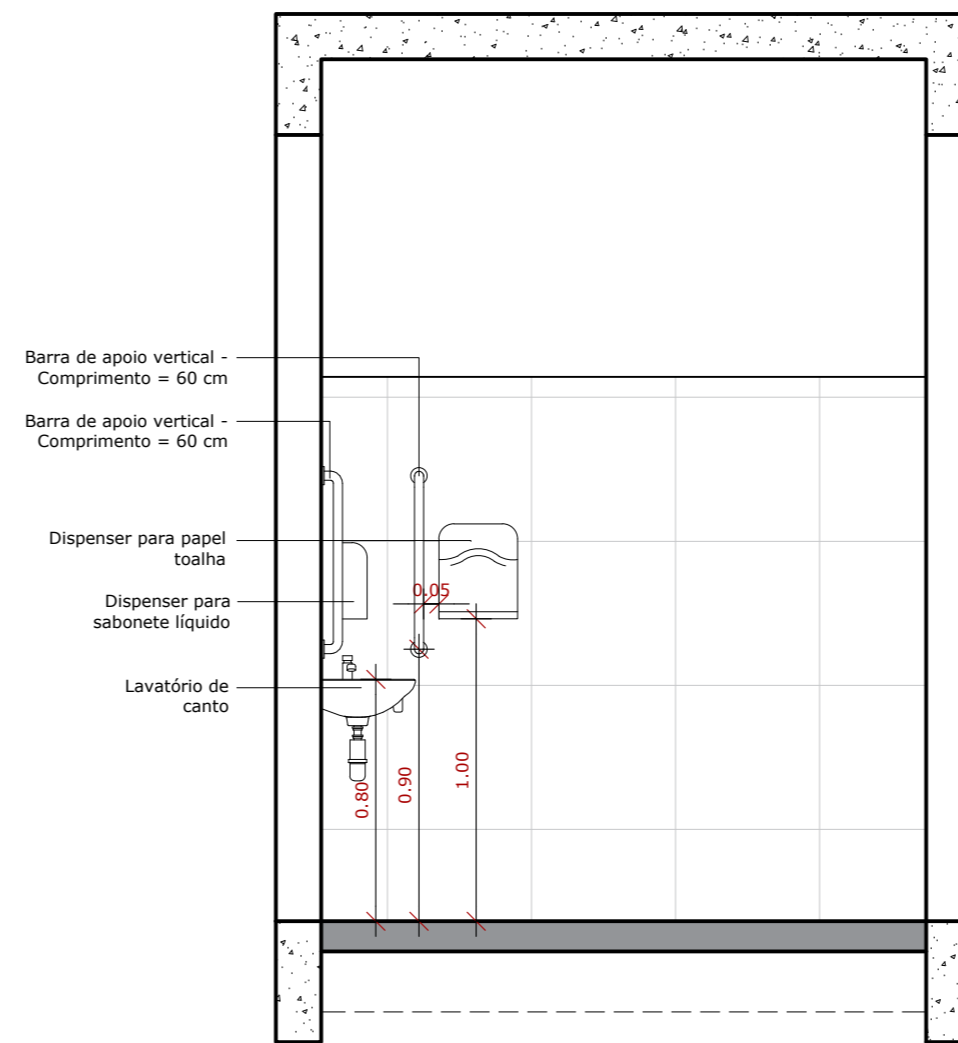 Barra de apoio vertical -
Comprimento = 60 cm
Barra de apoio vertical -
Comprimento = 60 cm
Dispenser para papel
toalha
0.05
Dispenser para
sabonete líquido
Lavatório de
canto
0.80
0.90
1.00